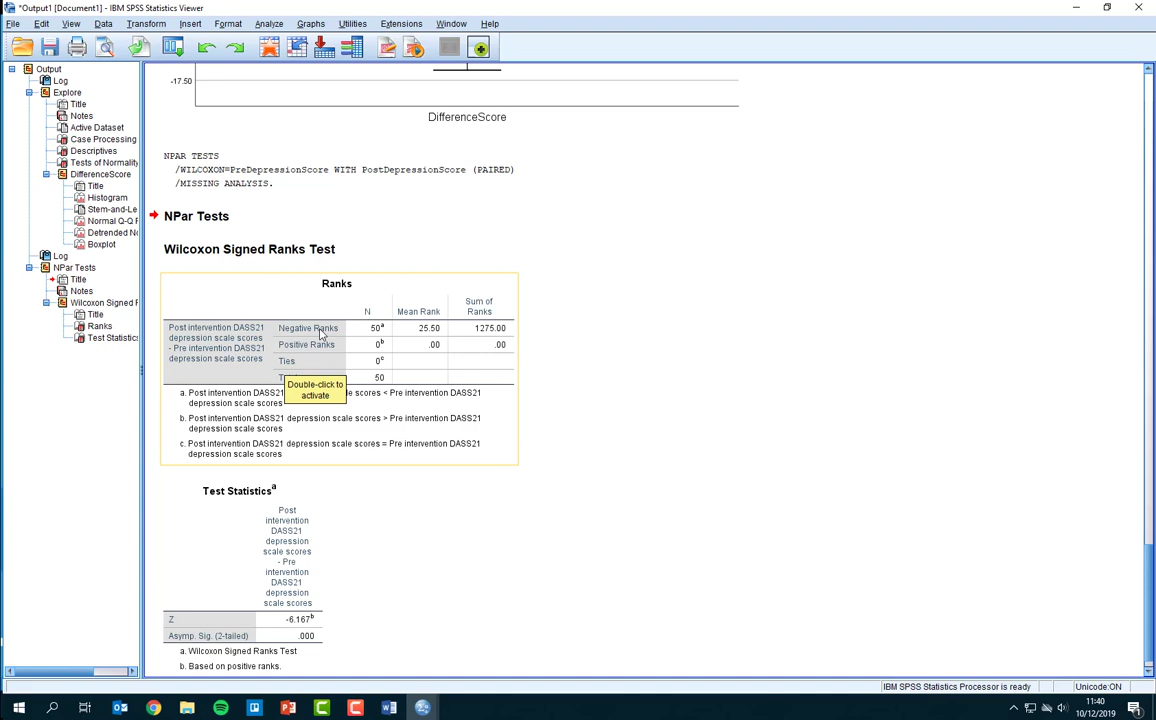 *Output1 [Document1] - IBM SPSS Statistics Viewer
File Edit View Data Transform Insert Format Analyze Graphs Utilities Extensions Window Help
Output
Log
Explore
Title
Notes
Active Dataset
Case Processing
Descriptives
Tests of Normality
DifferenceScore
Title
Histogram
Stem-and-Le
Normal Q-Q P
Detrended No
Boxplot
Log
NPar Tests
Title
Notes
Wilcoxon Signed R
Title
Ranks
Test Statistics
-17.50
DifferenceScore
NPAR TESTS
/WILCOXON=PreDepressionScore WITH PostDepressionScore (PAIRED)
/MISSING ANALYSIS.
NPar Tests
Wilcoxon Signed Ranks Test
Ranks
N Mean Rank Sum of Ranks
Post intervention DASS21 depression scale scores - Pre intervention DASS21 depression scale scores
Negative Ranks 50a 25.50 1275.00
Positive Ranks 0b .00 .00
Ties 0c
50
Double-click to
activate
a. Post intervention DASS21 le scores < Pre intervention DASS21
depression scale scores
b. Post intervention DASS21 depression scale scores > Pre intervention DASS21
depression scale scores
c. Post intervention DASS21 depression scale scores = Pre intervention DASS21
depression scale scores
Test Statisticsa
Post
intervention
DASS21
depression
scale scores
- Pre
intervention
DASS21
depression
scale scores
Z -6.167b
Asymp. Sig. (2-tailed) .000
a. Wilcoxon Signed Ranks Test
b. Based on positive ranks.
IBM SPSS Statistics Processor is ready Unicode:ON
11:40
10/12/2019